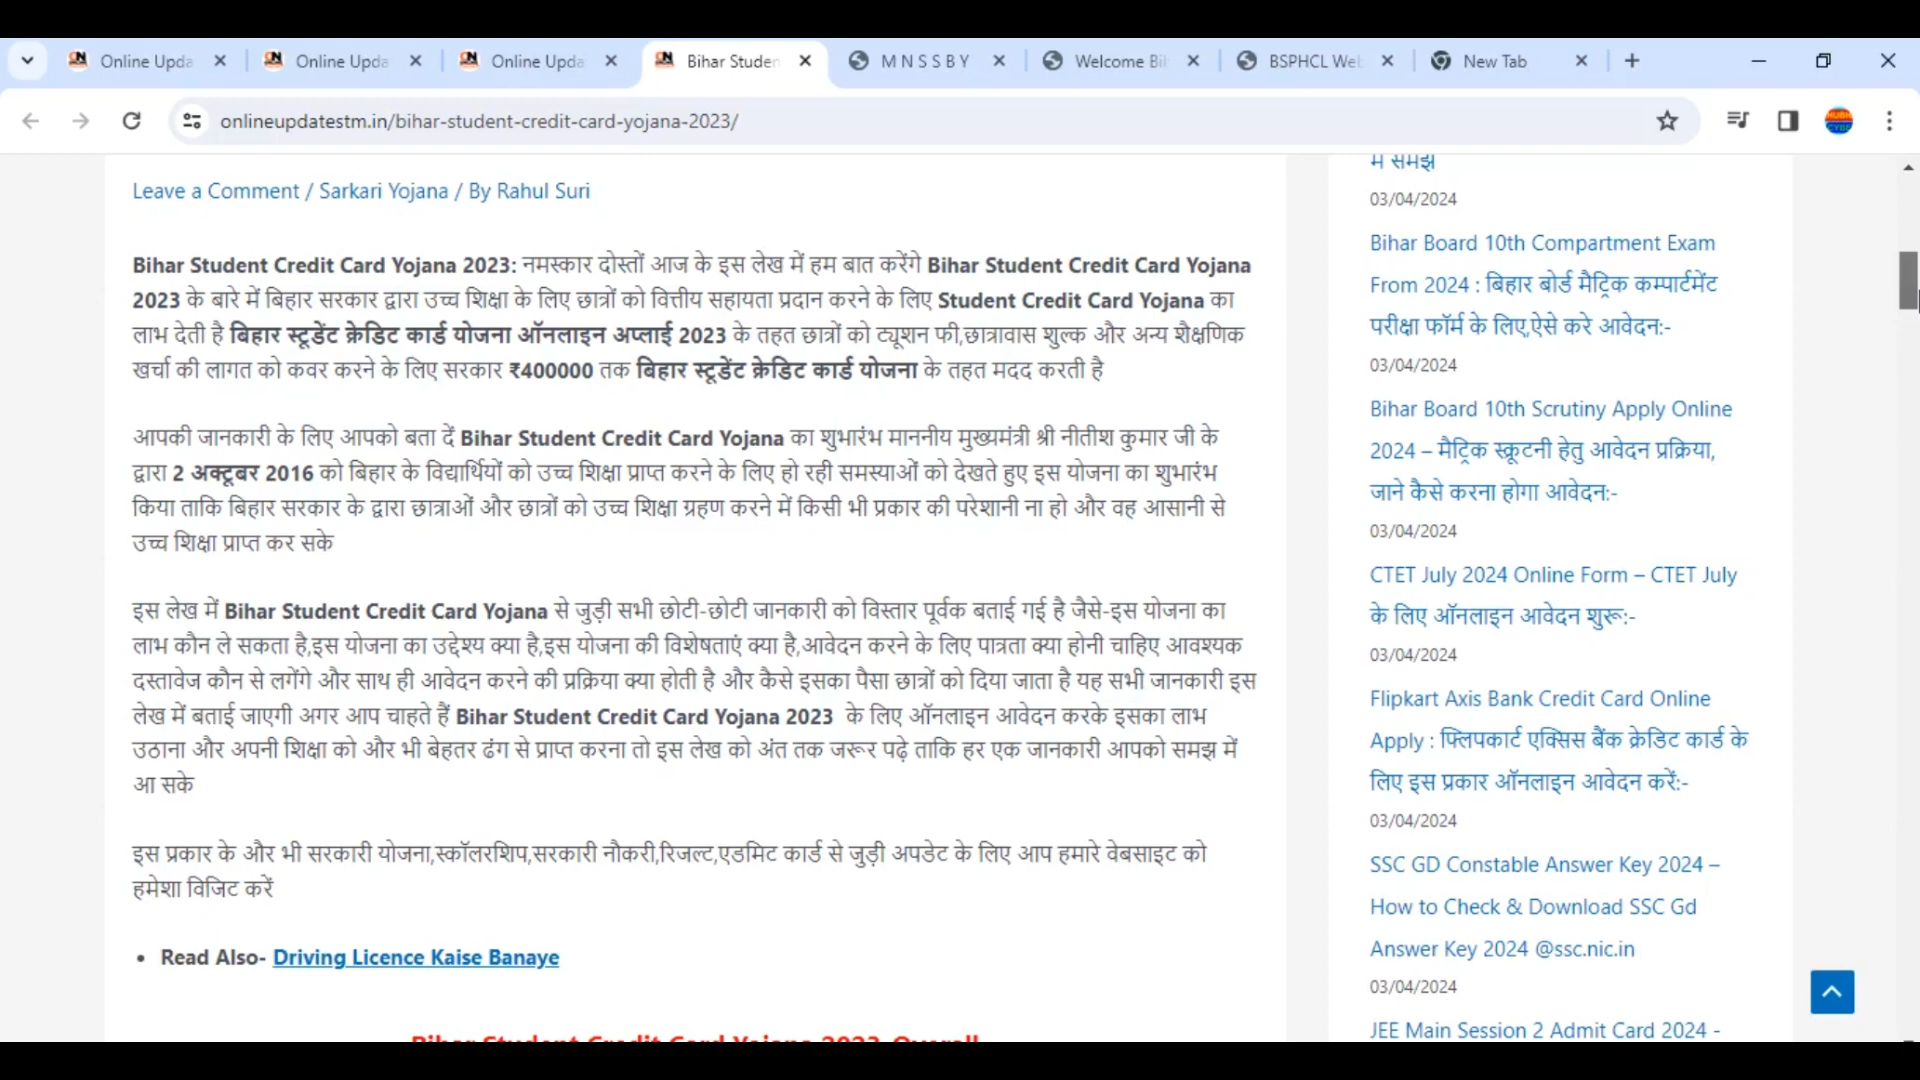 Online Upda
Online Upda
Online Upda
Bihar Studen
M N S S B Y
Welcome Bi
BSPHCL We
New Tab
onlineupdatestm.in/bihar-student-credit-card-yojana-2023/
Leave a Comment / Sarkari Yojana / By Rahul Suri
Bihar Student Credit Card Yojana 2023: नमस्कार दोस्तों आज के इस लेख में हम बात करेंगे Bihar Student Credit Card Yojana
2023 के बारे में बिहार सरकार द्वारा उच्च शिक्षा के लिए छात्रों को वित्तीय सहायता प्रदान करने के लिए Student Credit Card Yojana का
लाभ देती है बिहार स्टूडेंट क्रेडिट कार्ड योजना ऑनलाइन अप्लाई 2023 के तहत छात्रों को ट्यूशन फी,छात्रावास शुल्क और अन्य शैक्षणिक
खर्चा की लागत को कवर करने के लिए सरकार ₹400000 तक बिहार स्टूडेंट क्रेडिट कार्ड योजना के तहत मदद करती है
आपकी जानकारी के लिए आपको बता दें Bihar Student Credit Card Yojana का शुभारंभ माननीय मुख्यमंत्री श्री नीतीश कुमार जी के
द्वारा 2 अक्टूबर 2016 को बिहार के विद्यार्थियों को उच्च शिक्षा प्राप्त करने के लिए हो रही समस्याओं को देखते हुए इस योजना का शुभारंभ
किया ताकि बिहार सरकार के द्वारा छात्राओं और छात्रों को उच्च शिक्षा ग्रहण करने में किसी भी प्रकार की परेशानी ना हो और वह आसानी से
उच्च शिक्षा प्राप्त कर सके
इस लेख में Bihar Student Credit Card Yojana से जुड़ी सभी छोटी-छोटी जानकारी को विस्तार पूर्वक बताई गई है जैसे-इस योजना का
लाभ कौन ले सकता है,इस योजना का उद्देश्य क्या है,इस योजना की विशेषताएं क्या है,आवेदन करने के लिए पात्रता क्या होनी चाहिए आवश्यक
दस्तावेज कौन से लगेंगे और साथ ही आवेदन करने की प्रक्रिया क्या होती है और कैसे इसका पैसा छात्रों को दिया जाता है यह सभी जानकारी इस
लेख में बताई जाएगी अगर आप चाहते हैं Bihar Student Credit Card Yojana 2023 के लिए ऑनलाइन आवेदन करके इसका लाभ
उठाना और अपनी शिक्षा को और भी बेहतर ढंग से प्राप्त करना तो इस लेख को अंत तक जरूर पढ़े ताकि हर एक जानकारी आपको समझ में
आ सके
इस प्रकार के और भी सरकारी योजना,स्कॉलरशिप,सरकारी नौकरी,रिजल्ट,एडमिट कार्ड से जुड़ी अपडेट के लिए आप हमारे वेबसाइट को
हमेशा विजिट करें
• Read Also- Driving Licence Kaise Banaye
Bihar Student Credit Card Yojana 2023-Overall
में समझ
03/04/2024
Bihar Board 10th Compartment Exam
From 2024 : बिहार बोर्ड मैट्रिक कम्पार्टमेंट
परीक्षा फॉर्म के लिए,ऐसे करे आवेदन:-
03/04/2024
Bihar Board 10th Scrutiny Apply Online
2024 – मैट्रिक स्क्रूटनी हेतु आवेदन प्रक्रिया,
जाने कैसे करना होगा आवेदन:-
03/04/2024
CTET July 2024 Online Form – CTET July
के लिए ऑनलाइन आवेदन शुरू:-
03/04/2024
Flipkart Axis Bank Credit Card Online
Apply : फ्लिपकार्ट एक्सिस बैंक क्रेडिट कार्ड के
लिए इस प्रकार ऑनलाइन आवेदन करें:-
03/04/2024
SSC GD Constable Answer Key 2024 –
How to Check & Download SSC Gd
Answer Key 2024 @ssc.nic.in
03/04/2024
JEE Main Session 2 Admit Card 2024 -